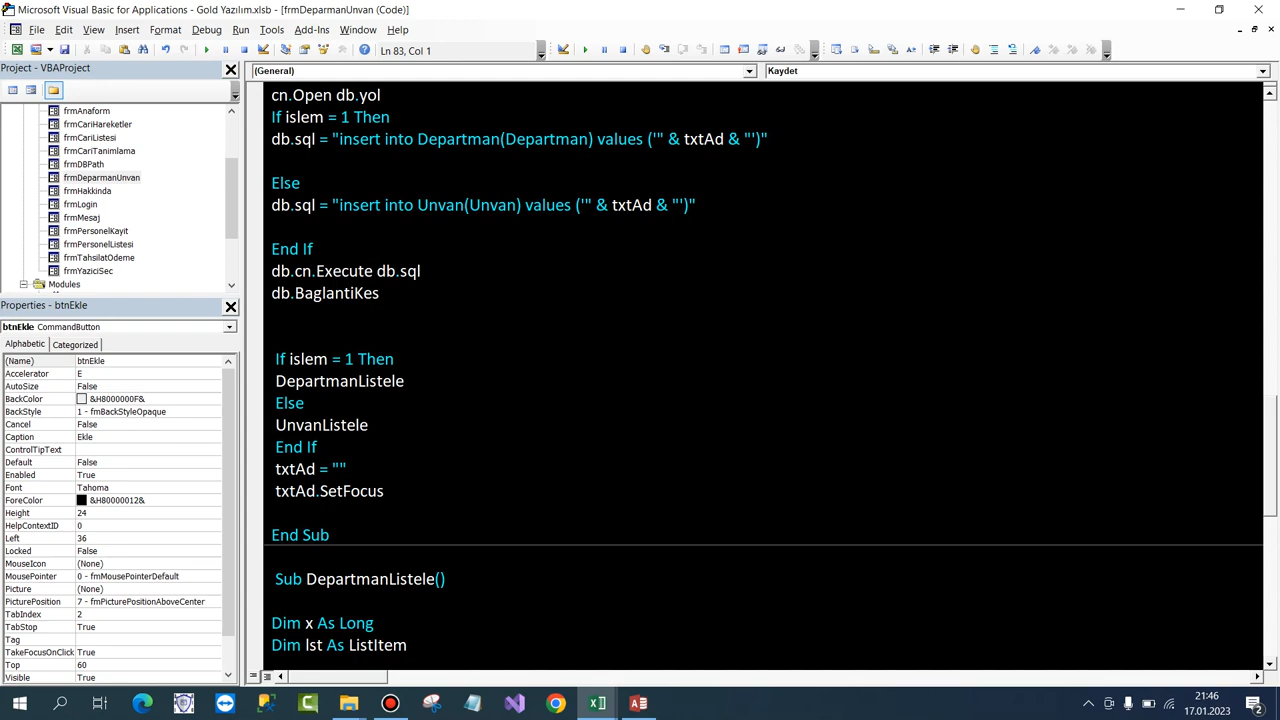 Microsoft Visual Basic for Applications - Gold Yazılım.xlsb - [frmDeparmanUnvan (Code)]
File Edit View Insert Format Debug Run Tools Add-Ins Window Help
Ln 83, Col 1
Project - VBAProject
(General) Kaydet
frmAnaform
frmCariHareketler
frmCariListesi
frmCariTanimlama
frmDBPath
frmDeparmanUnvan
frmHakkinda
frmLogin
frmMesaj
frmPersonelKayit
frmPersonelListesi
frmTahsilatOdeme
frmYaziciSec
Modules
Properties - btnEkle
btnEkle CommandButton
Alphabetic Categorized
(Name) btnEkle
Accelerator E
AutoSize False
BackColor &H8000000F&
BackStyle 1 - fmBackStyleOpaque
Cancel False
Caption Ekle
ControlTipText
Default False
Enabled True
Font Tahoma
ForeColor &H80000012&
Height 24
HelpContextID 0
Left 36
Locked False
MouseIcon (None)
MousePointer 0 - fmMousePointerDefault
Picture (None)
PicturePosition 7 - fmPicturePositionAboveCenter
TabIndex 2
TabStop True
Tag
TakeFocusOnClick True
Top 60
Visible True
cn.Open db.yol
If islem = 1 Then
db.sql = "insert into Departman(Departman) values ('" & txtAd & "')"
Else
db.sql = "insert into Unvan(Unvan) values ('" & txtAd & "')"
End If
db.cn.Execute db.sql
db.BaglantiKes
If islem = 1 Then
DepartmanListele
Else
UnvanListele
End If
txtAd = ""
txtAd.SetFocus
End Sub
Sub DepartmanListele()
Dim x As Long
Dim lst As ListItem
21:46
17.01.2023
2